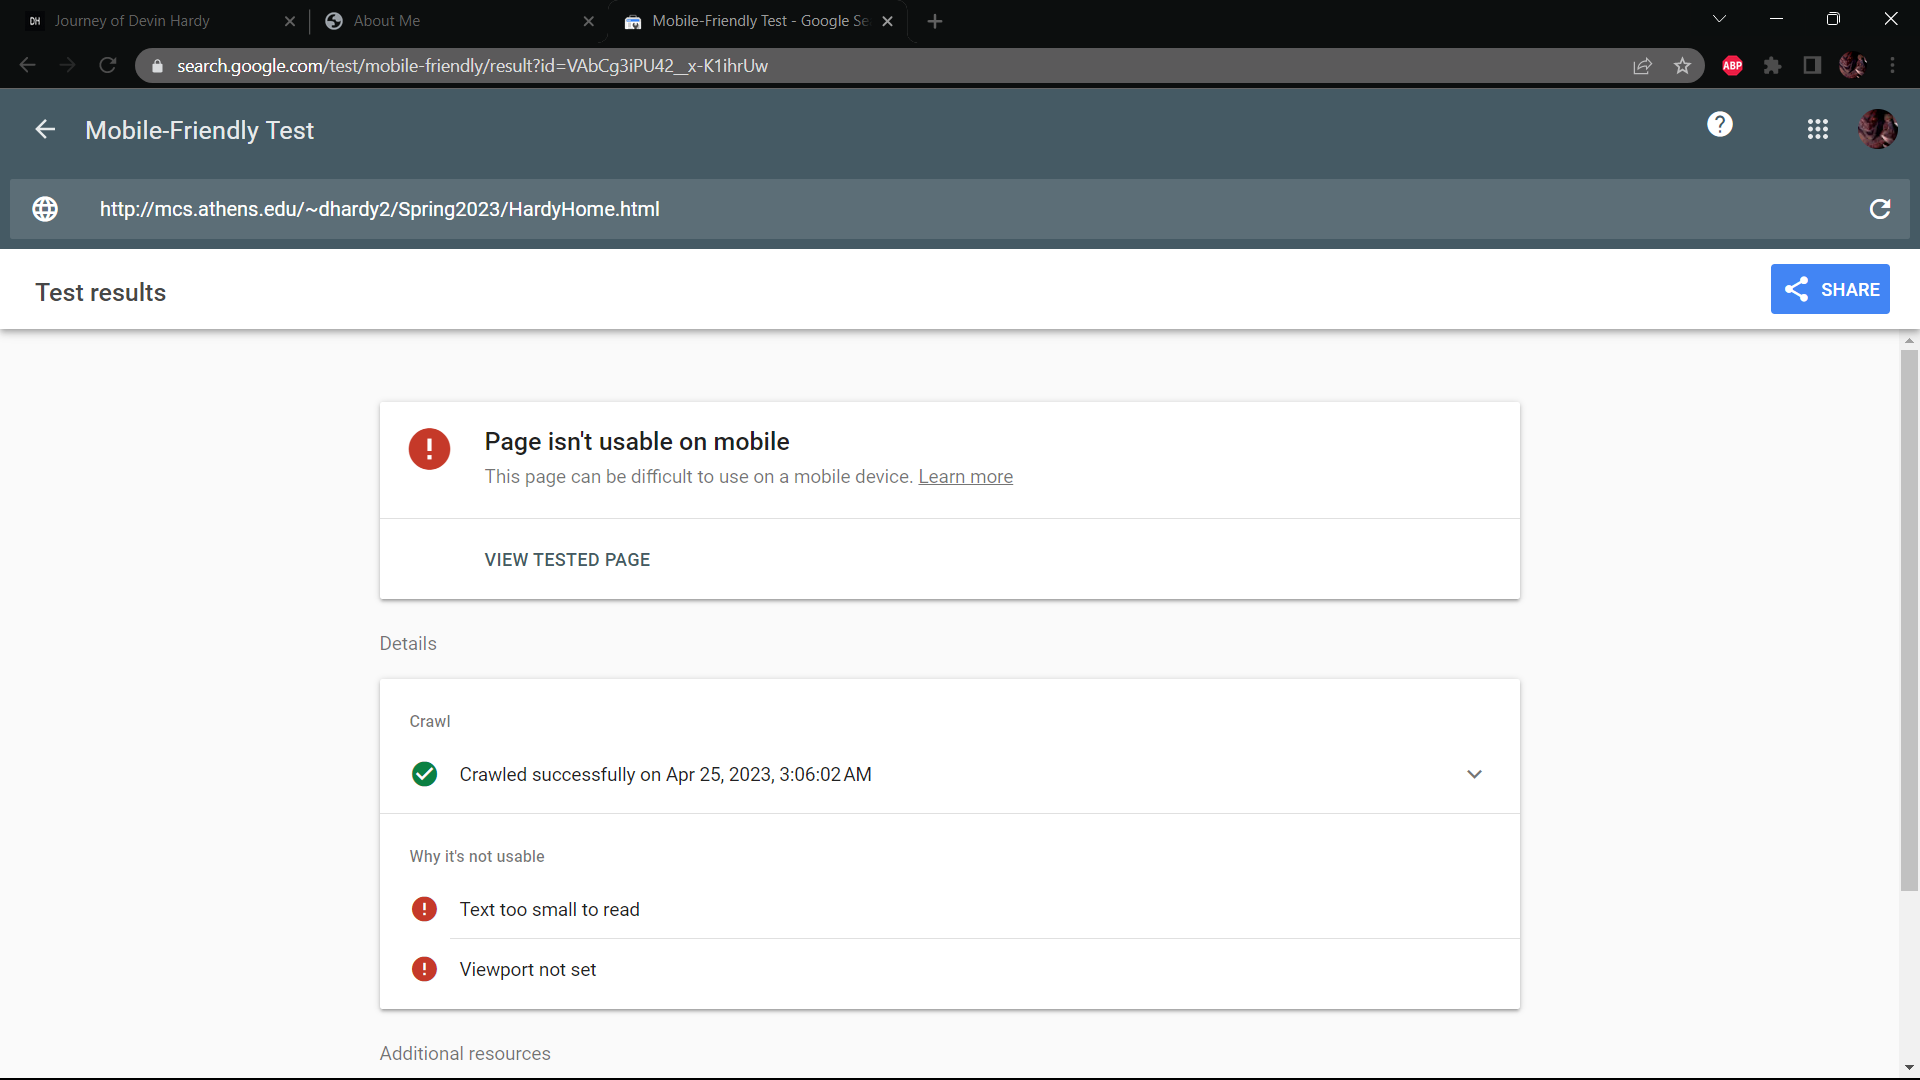 DH Journey of Devin Hardy
About Me
Mobile-Friendly Test - Google Se
search.google.com/test/mobile-friendly/result?id=VAbCg3iPU42__x-K1ihrUw
ABP
Mobile-Friendly Test
http://mcs.athens.edu/~dhardy2/Spring2023/HardyHome.html
Test results
SHARE
Page isn't usable on mobile
This page can be difficult to use on a mobile device. Learn more
VIEW TESTED PAGE
Details
Crawl
Crawled successfully on Apr 25, 2023, 3:06:02 AM
Why it's not usable
Text too small to read
Viewport not set
Additional resources